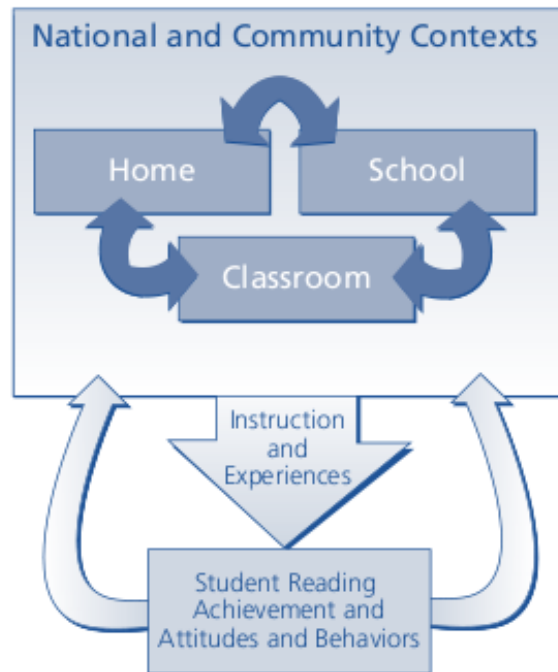 National and Community Contexts
Home
School
Classroom
Instruction
and
Experiences
Student Reading
Achievement and
Attitudes and Behaviors